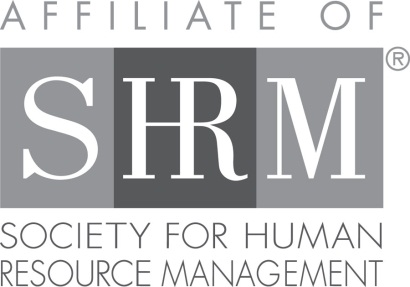 AFFILIATE OF
SHRM®
SOCIETY FOR HUMAN
RESOURCE MANAGEMENT